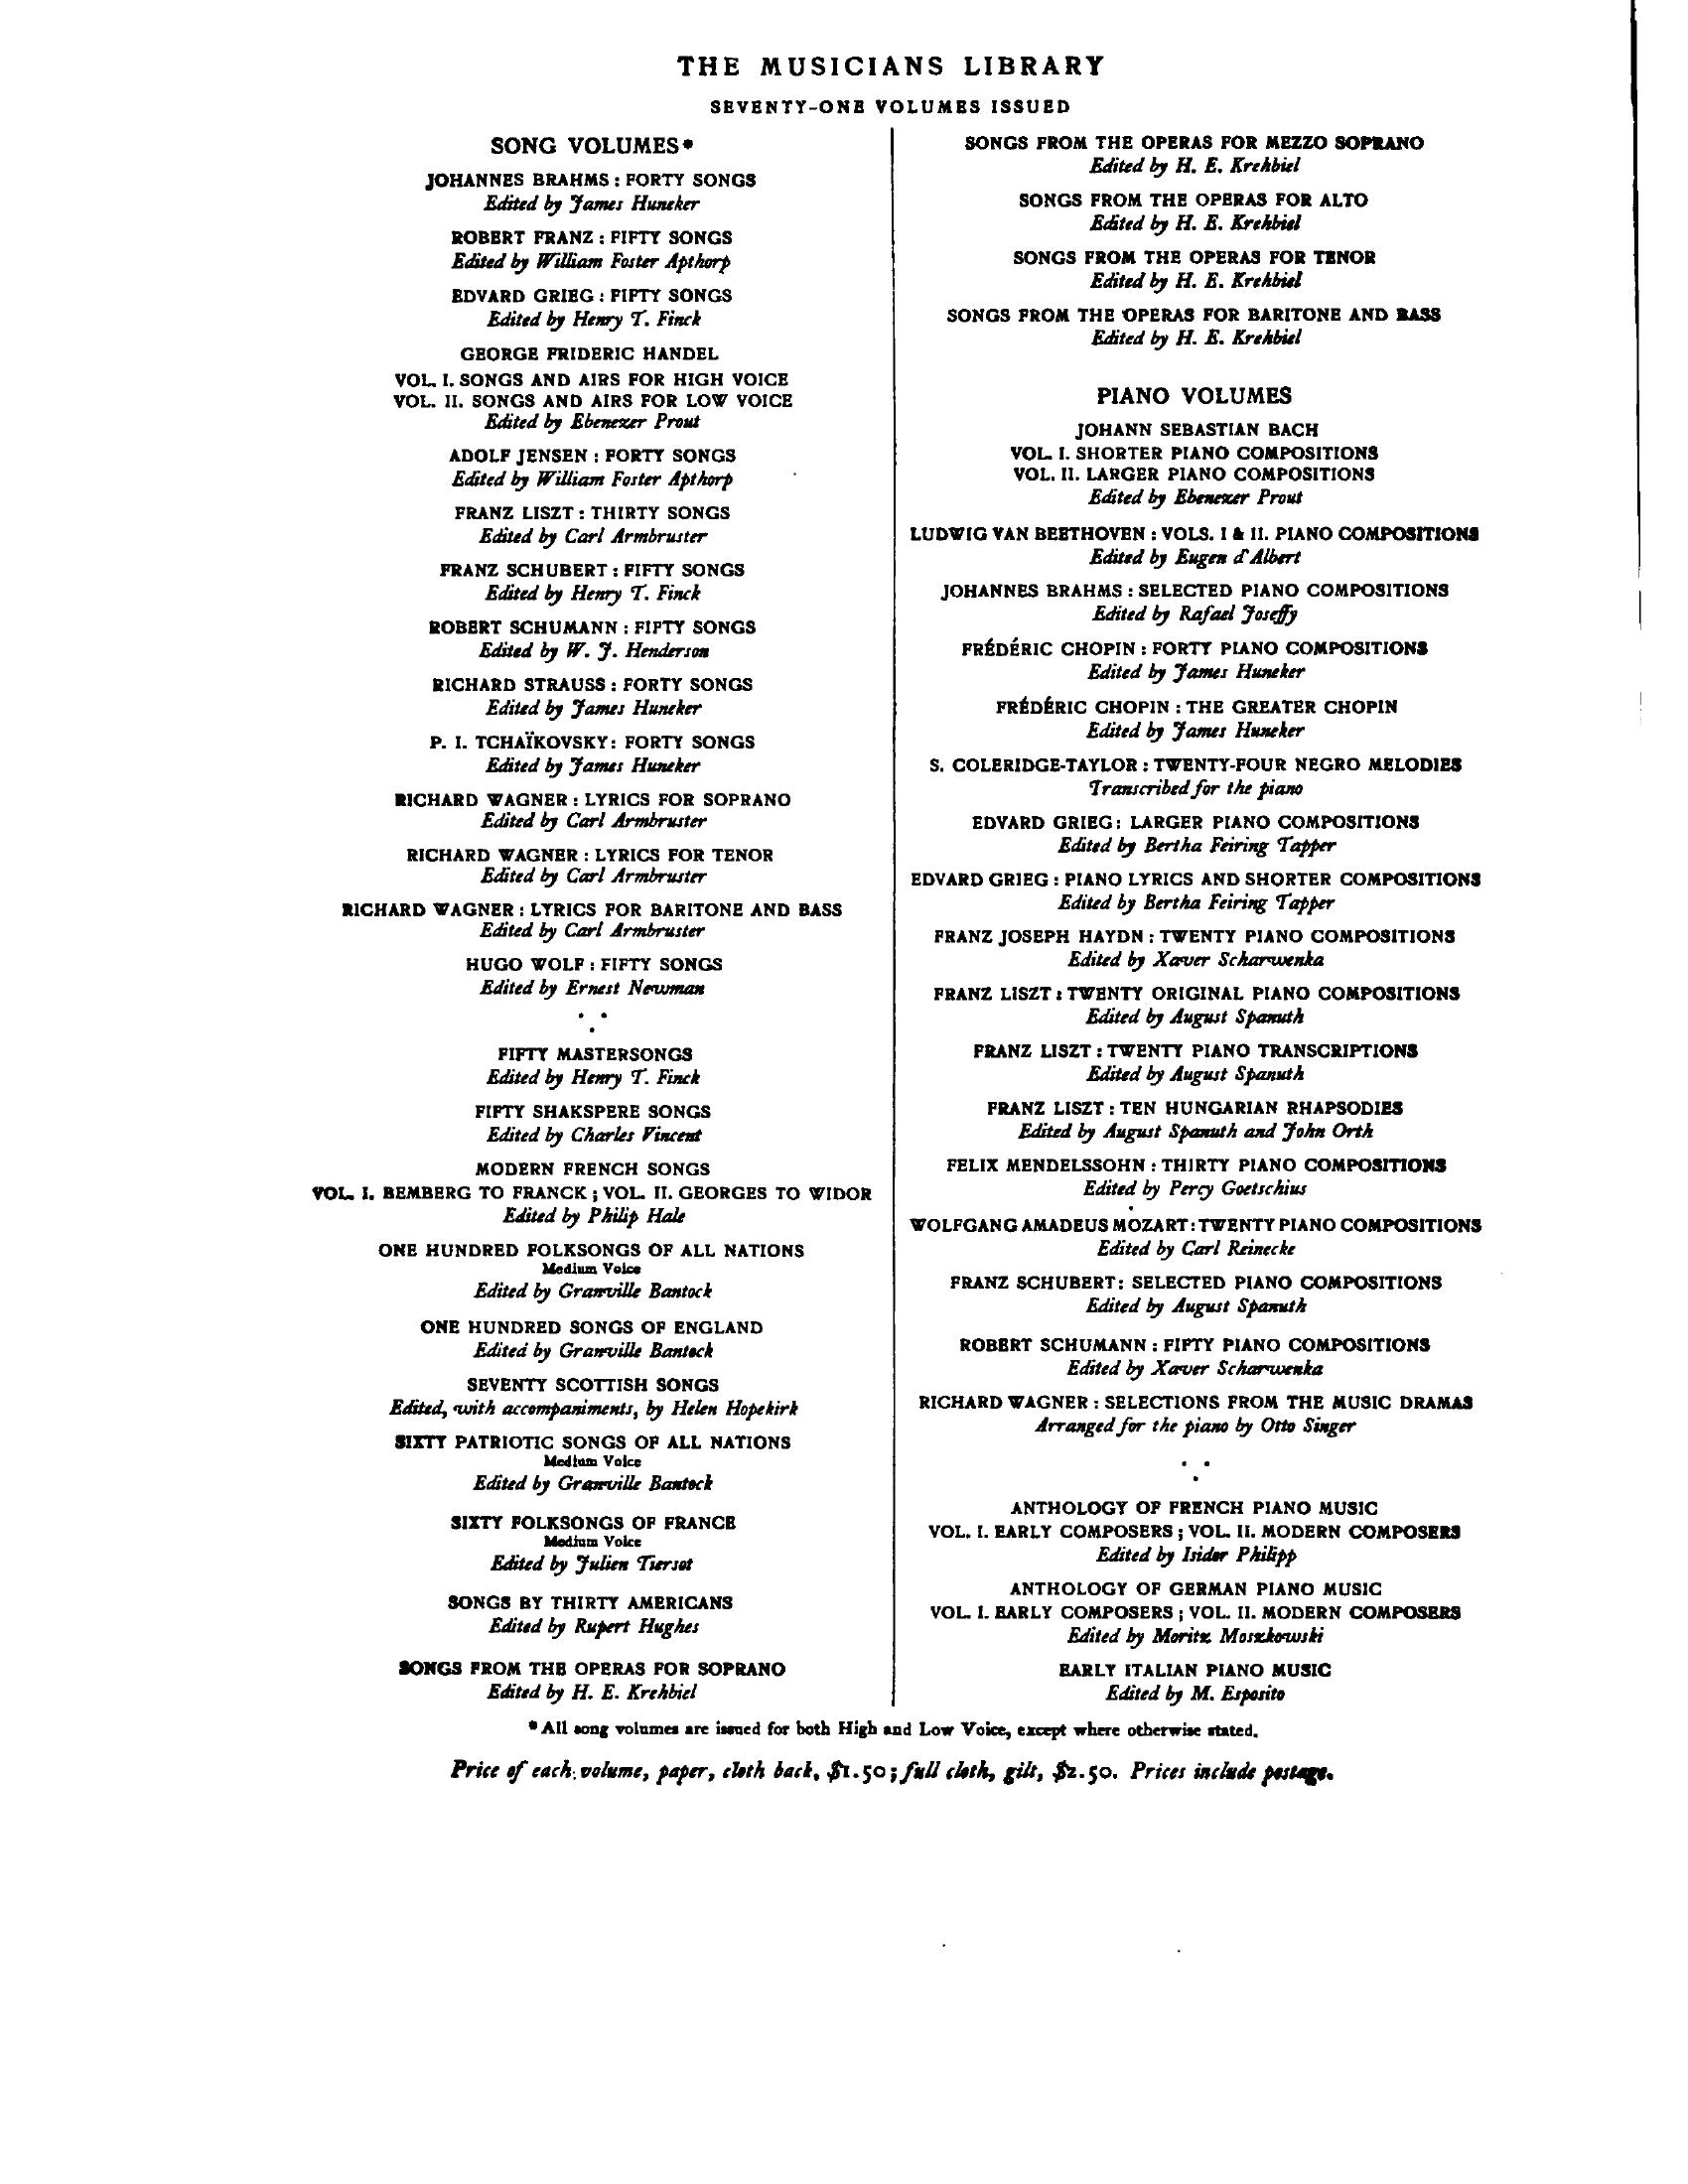 THE MUSICIANS LIBRARY
SEVENTY-ONE VOLUMES ISSUED
SONG VOLUMES*
JOHANNES BRAHMS : FORTY SONGS
Edited by James Huneker
ROBERT FRANZ : FIFTY SONGS
Edited by William Foster Apthorp
EDVARD GRIEG : FIFTY SONGS
Edited by Henry T. Finck
GEORGE FRIDERIC HANDEL
VOL. I. SONGS AND AIRS FOR HIGH VOICE
VOL. II. SONGS AND AIRS FOR LOW VOICE
Edited by Ebenezer Prout
ADOLF JENSEN : FORTY SONGS
Edited by William Foster Apthorp
FRANZ LISZT : THIRTY SONGS
Edited by Carl Armbruster
FRANZ SCHUBERT : FIFTY SONGS
Edited by Henry T. Finck
ROBERT SCHUMANN : FIFTY SONGS
Edited by W. J. Henderson
RICHARD STRAUSS : FORTY SONGS
Edited by James Huneker
P. I. TCHAÏKOVSKY: FORTY SONGS
Edited by James Huneker
RICHARD WAGNER : LYRICS FOR SOPRANO
Edited by Carl Armbruster
RICHARD WAGNER : LYRICS FOR TENOR
Edited by Carl Armbruster
RICHARD WAGNER : LYRICS FOR BARITONE AND BASS
Edited by Carl Armbruster
HUGO WOLF : FIFTY SONGS
Edited by Ernest Newman
FIFTY MASTERSONGS
Edited by Henry T. Finck
FIFTY SHAKSPERE SONGS
Edited by Charles Vincent
MODERN FRENCH SONGS
VOL. I. BEMBERG TO FRANCK ; VOL. II. GEORGES TO WIDOR
Edited by Philip Hale
ONE HUNDRED FOLKSONGS OF ALL NATIONS
Medium Voice
Edited by Granville Bantock
ONE HUNDRED SONGS OF ENGLAND
Edited by Granville Bantock
SEVENTY SCOTTISH SONGS
Edited, with accompaniments, by Helen Hopekirk
SIXTY PATRIOTIC SONGS OF ALL NATIONS
Medium Voice
Edited by Granville Bantock
SIXTY FOLKSONGS OF FRANCE
Medium Voice
Edited by Julien Tiersot
SONGS BY THIRTY AMERICANS
Edited by Rupert Hughes
SONGS FROM THE OPERAS FOR SOPRANO
Edited by H. E. Krehbiel
SONGS FROM THE OPERAS FOR MEZZO SOPRANO
Edited by H. E. Krehbiel
SONGS FROM THE OPERAS FOR ALTO
Edited by H. E. Krehbiel
SONGS FROM THE OPERAS FOR TENOR
Edited by H. E. Krehbiel
SONGS FROM THE OPERAS FOR BARITONE AND BASS
Edited by H. E. Krehbiel
PIANO VOLUMES
JOHANN SEBASTIAN BACH
VOL. I. SHORTER PIANO COMPOSITIONS
VOL. II. LARGER PIANO COMPOSITIONS
Edited by Ebenezer Prout
LUDWIG VAN BEETHOVEN : VOLS. I & II. PIANO COMPOSITIONS
Edited by Eugen d'Albert
JOHANNES BRAHMS : SELECTED PIANO COMPOSITIONS
Edited by Rafael Joseffy
FRÉDÉRIC CHOPIN : FORTY PIANO COMPOSITIONS
Edited by James Huneker
FRÉDÉRIC CHOPIN : THE GREATER CHOPIN
Edited by James Huneker
S. COLERIDGE-TAYLOR : TWENTY-FOUR NEGRO MELODIES
Transcribed for the piano
EDVARD GRIEG: LARGER PIANO COMPOSITIONS
Edited by Bertha Feiring Tapper
EDVARD GRIEG : PIANO LYRICS AND SHORTER COMPOSITIONS
Edited by Bertha Feiring Tapper
FRANZ JOSEPH HAYDN : TWENTY PIANO COMPOSITIONS
Edited by Xaver Scharwenka
FRANZ LISZT : TWENTY ORIGINAL PIANO COMPOSITIONS
Edited by August Spanuth
FRANZ LISZT : TWENTY PIANO TRANSCRIPTIONS
Edited by August Spanuth
FRANZ LISZT : TEN HUNGARIAN RHAPSODIES
Edited by August Spanuth and John Orth
FELIX MENDELSSOHN : THIRTY PIANO COMPOSITIONS
Edited by Percy Goetschius
WOLFGANG AMADEUS MOZART : TWENTY PIANO COMPOSITIONS
Edited by Carl Reinecke
FRANZ SCHUBERT: SELECTED PIANO COMPOSITIONS
Edited by August Spanuth
ROBERT SCHUMANN : FIFTY PIANO COMPOSITIONS
Edited by Xaver Scharwenka
RICHARD WAGNER : SELECTIONS FROM THE MUSIC DRAMAS
Arranged for the piano by Otto Singer
ANTHOLOGY OF FRENCH PIANO MUSIC
VOL. I. EARLY COMPOSERS ; VOL. II. MODERN COMPOSERS
Edited by Isidor Philipp
ANTHOLOGY OF GERMAN PIANO MUSIC
VOL. I. EARLY COMPOSERS ; VOL. II. MODERN COMPOSERS
Edited by Moritz Moszkowski
EARLY ITALIAN PIANO MUSIC
Edited by M. Esposito
*All song volumes are issued for both High and Low Voice, except where otherwise stated.
Price of each volume, paper, cloth back, $1.50 ; full cloth, gilt, $2.50. Prices include postage.